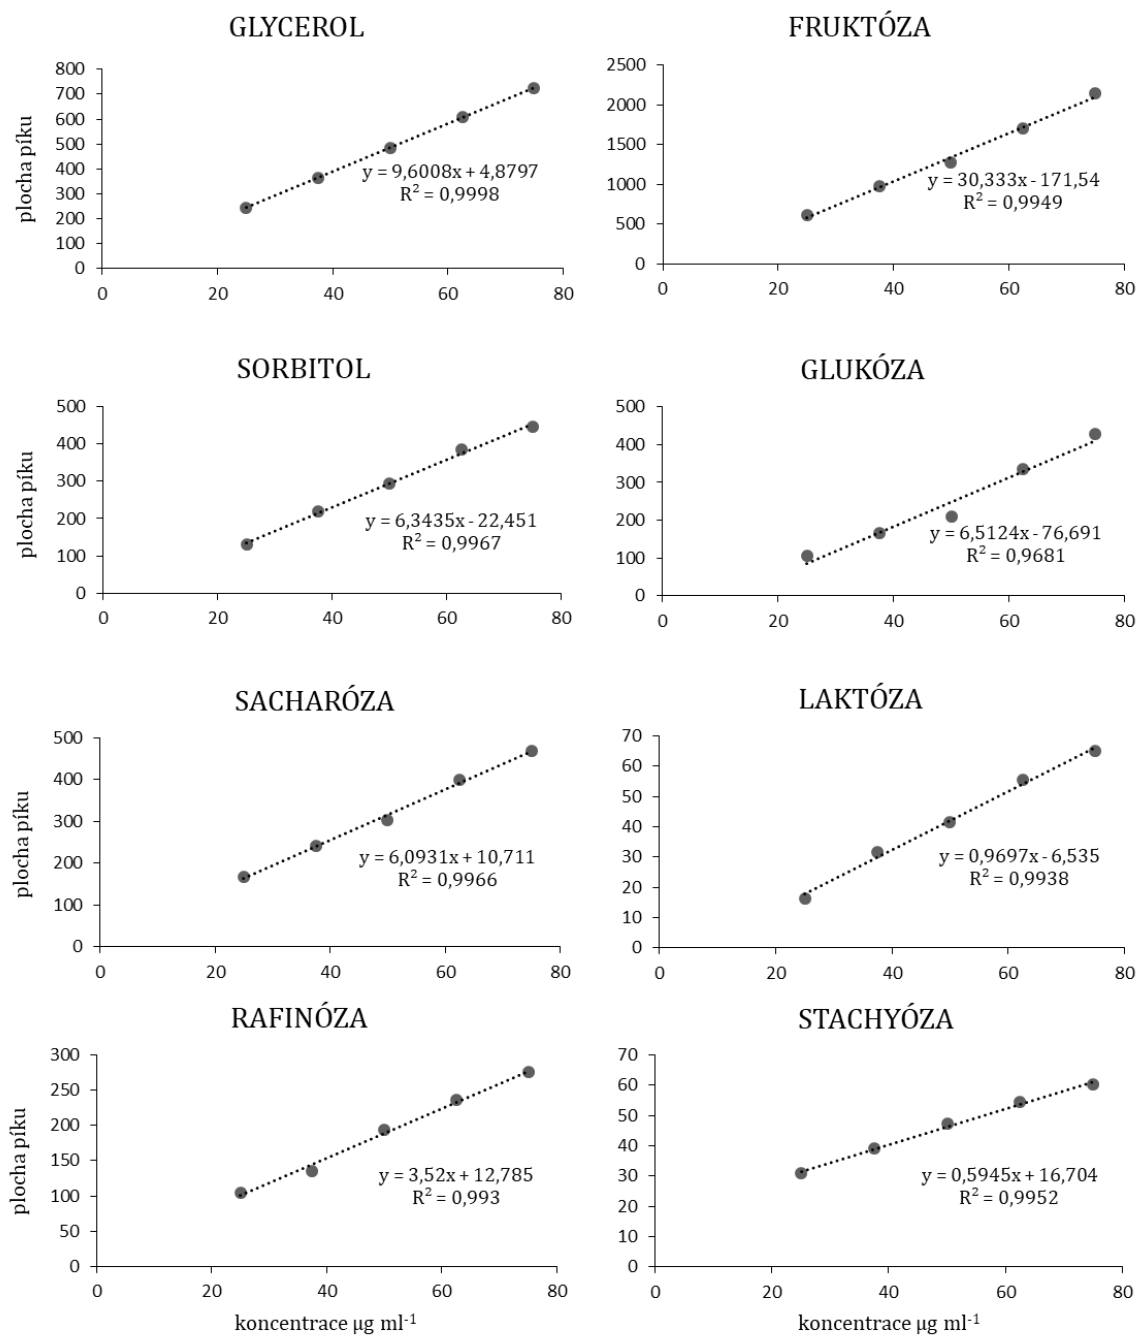 GLYCEROL
800
700
600
500
400
300
200
100
0
plocha píku
y = 9,6008x + 4,8797
R² = 0,9998
0 20 40 60 80
FRUKTÓZA
2500
2000
1500
1000
500
0
y = 30,333x - 171,54
R² = 0,9949
0 20 40 60 80
SORBITOL
500
400
300
200
100
0
plocha píku
y = 6,3435x - 22,451
R² = 0,9967
0 20 40 60 80
GLUKÓZA
500
400
300
200
100
0
y = 6,5124x - 76,691
R² = 0,9681
0 20 40 60 80
SACHARÓZA
500
400
300
200
100
0
plocha píku
y = 6,0931x + 10,711
R² = 0,9966
0 20 40 60 80
LAKTÓZA
70
60
50
40
30
20
10
0
y = 0,9697x - 6,535
R² = 0,9938
0 20 40 60 80
RAFINÓZA
300
250
200
150
100
50
0
plocha píku
y = 3,52x + 12,785
R² = 0,993
0 20 40 60 80
koncentrace µg ml⁻¹
STACHYÓZA
70
60
50
40
30
20
10
0
y = 0,5945x + 16,704
R² = 0,9952
0 20 40 60 80
koncentrace µg ml⁻¹